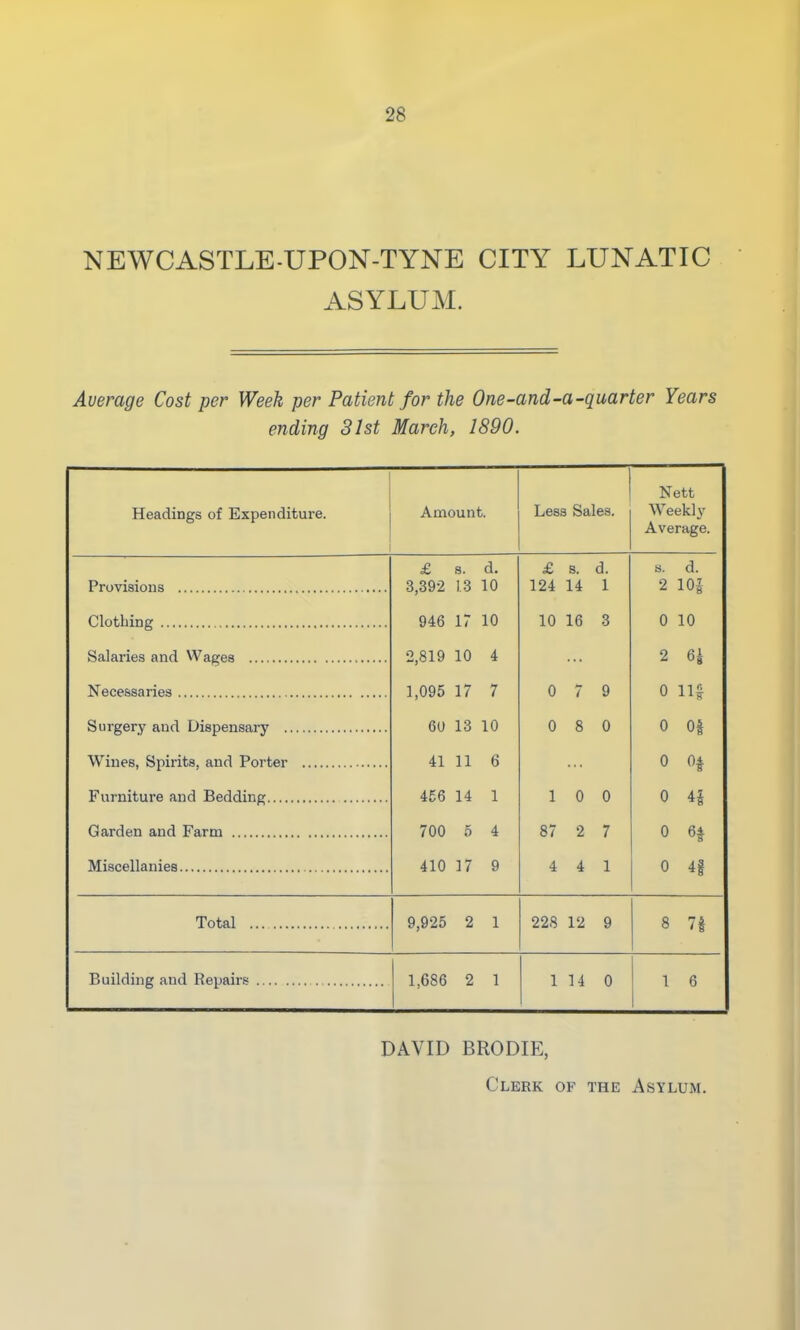 28
NEWCASTLE-UPON-TYNE CITY LUNATIC
ASYLUM.
Average Cost per Week per Patient for the One-and-a-quarter Years
ending 31st March, 1890.
Headings of Expenditure. Amount. Less Sales. Nett Weekly Average.
£ s. d. £ s. d. s. d.
Provisions .......... 3,392 13 10 124 14 1 2 10⅞
Clothing .......... 946 17 10 10 16 3 0 10
Salaries and Wages .......... 2,819 10 4 ... 2 6⅛
Necessaries .......... 1,095 17 7 0 7 9 0 11⅝
Surgery and Dispensary .......... 60 13 10 0 8 0 0 0⅝
Wines, Spirits, and Porter .......... 41 11 6 ... 0 0⁴⁄₈
Furniture and Bedding.......... 456 14 1 1 0 0 0 4⅞
Garden and Farm .......... 700 5 4 87 2 7 0 6⁴⁄₈
Miscellanies.......... 410 17 9 4 4 1 0 4⅜
Total .......... 9,925 2 1 228 12 9 8 7⁴⁄₈
Building and Repairs .......... 1,686 2 1 1 14 0 1 6
DAVID BRODIE,
Clerk of the Asylum.